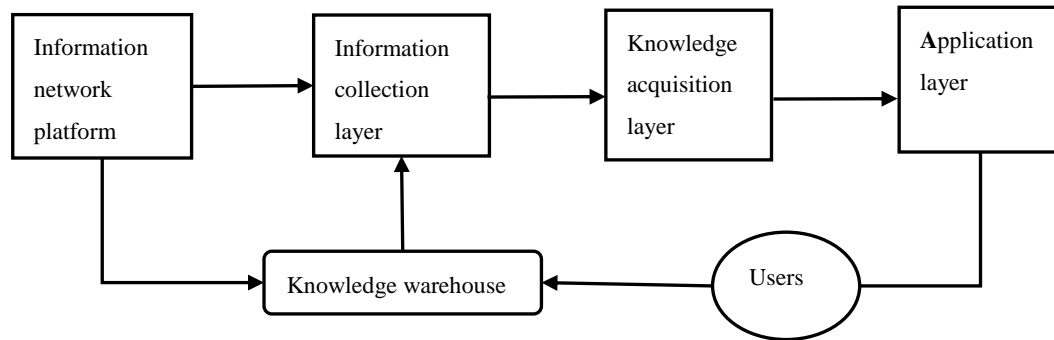 Information
network
platform
Information
collection
layer
Knowledge
acquisition
layer
Application
layer
Knowledge warehouse
Users